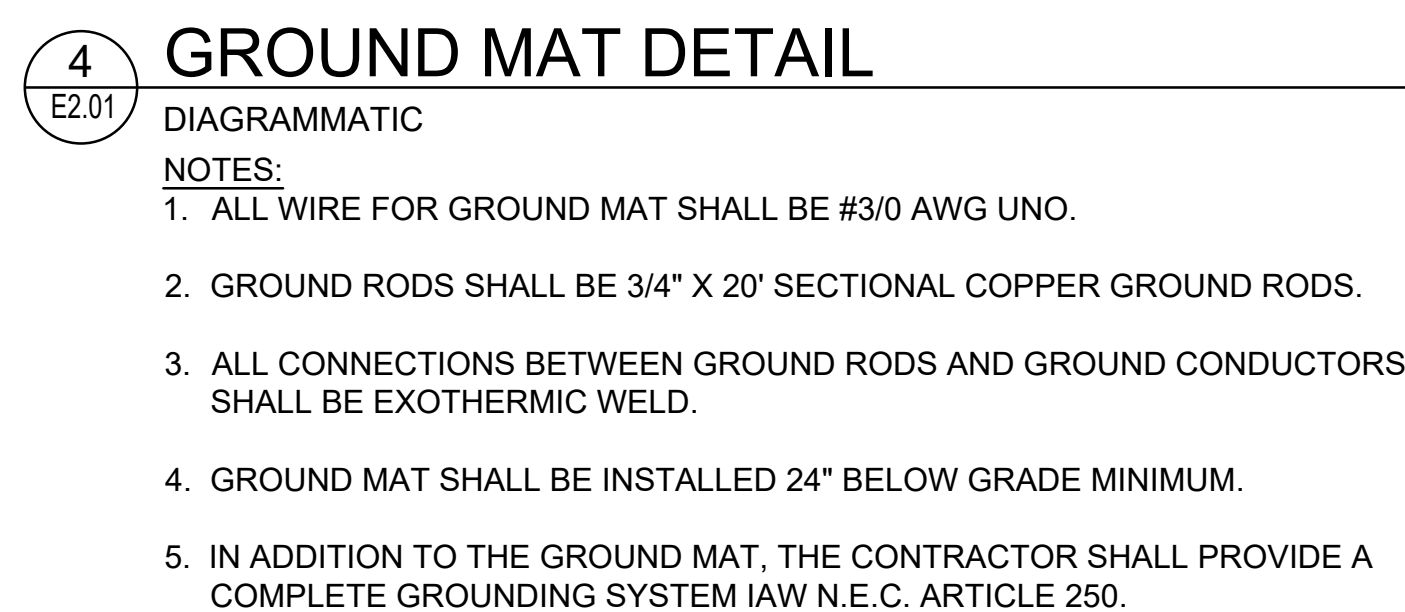 4
E2.01
GROUND MAT DETAIL
DIAGRAMMATIC
NOTES:
1. ALL WIRE FOR GROUND MAT SHALL BE #3/0 AWG UNO.
2. GROUND RODS SHALL BE 3/4" X 20' SECTIONAL COPPER GROUND RODS.
3. ALL CONNECTIONS BETWEEN GROUND RODS AND GROUND CONDUCTORS
SHALL BE EXOTHERMIC WELD.
4. GROUND MAT SHALL BE INSTALLED 24" BELOW GRADE MINIMUM.
5. IN ADDITION TO THE GROUND MAT, THE CONTRACTOR SHALL PROVIDE A
COMPLETE GROUNDING SYSTEM IAW N.E.C. ARTICLE 250.